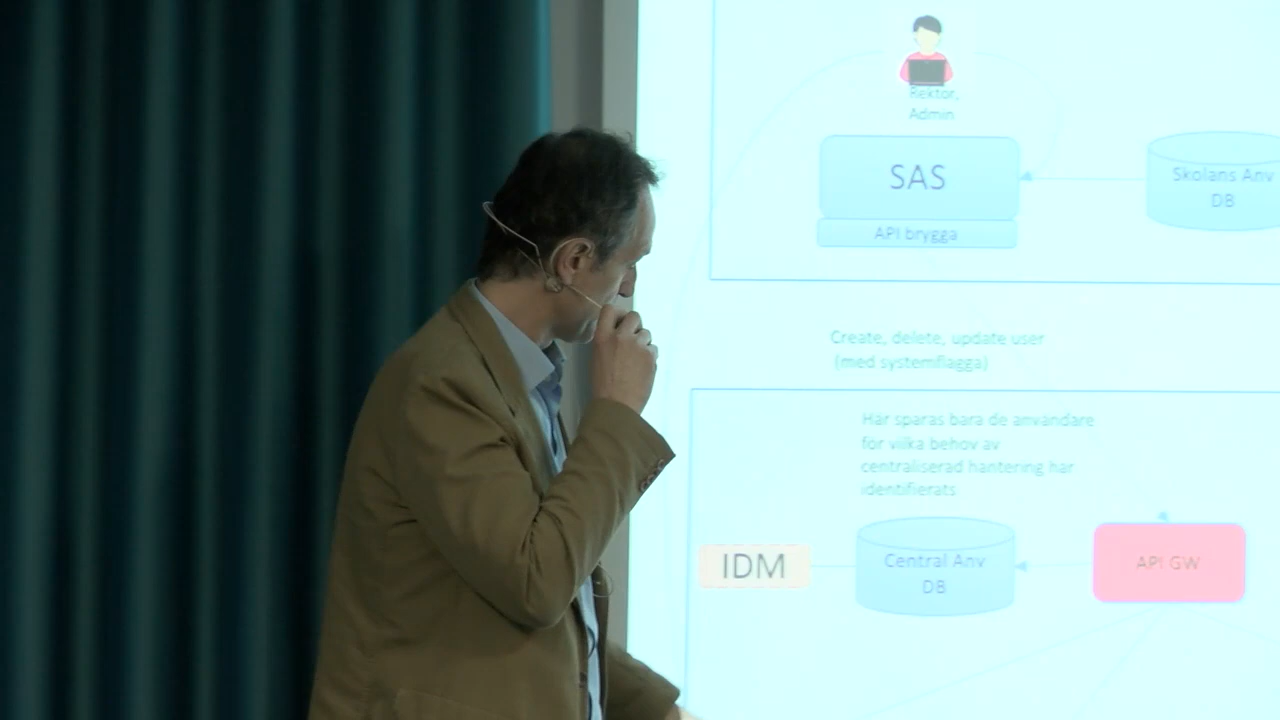 Rektor,
Admin
SAS
API brygga
Skolans Anv
DB
Create, delete, update user
(med systemflagga)
Här sparas bara de användare
för vilka behov av
centraliserad hantering har
identifierats
IDM
Central Anv
DB
API GW